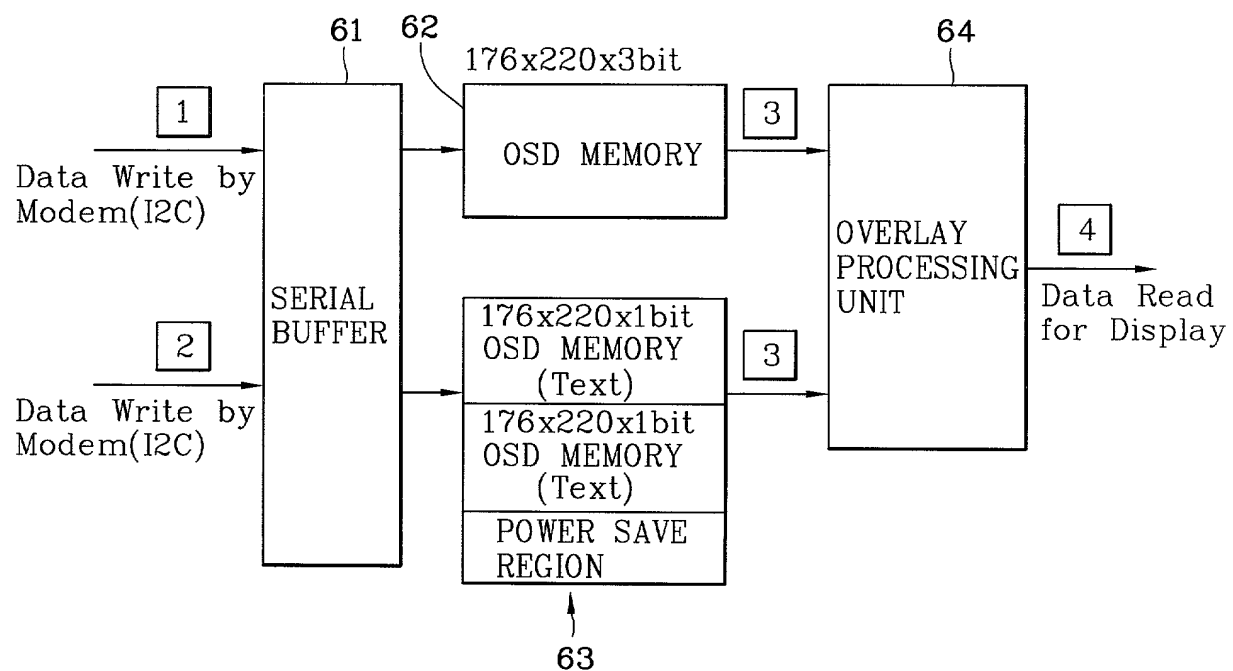 61
62
176x220x3bit
64
1
3
OSD MEMORY
Data Write by
Modem(I2C)
OVERLAY
PROCESSING
UNIT
4
Data Read
for Display
SERIAL
BUFFER
2
Data Write by
Modem(I2C)
176x220x1bit
OSD MEMORY
(Text)
3
176x220x1bit
OSD MEMORY
(Text)
POWER SAVE
REGION
63